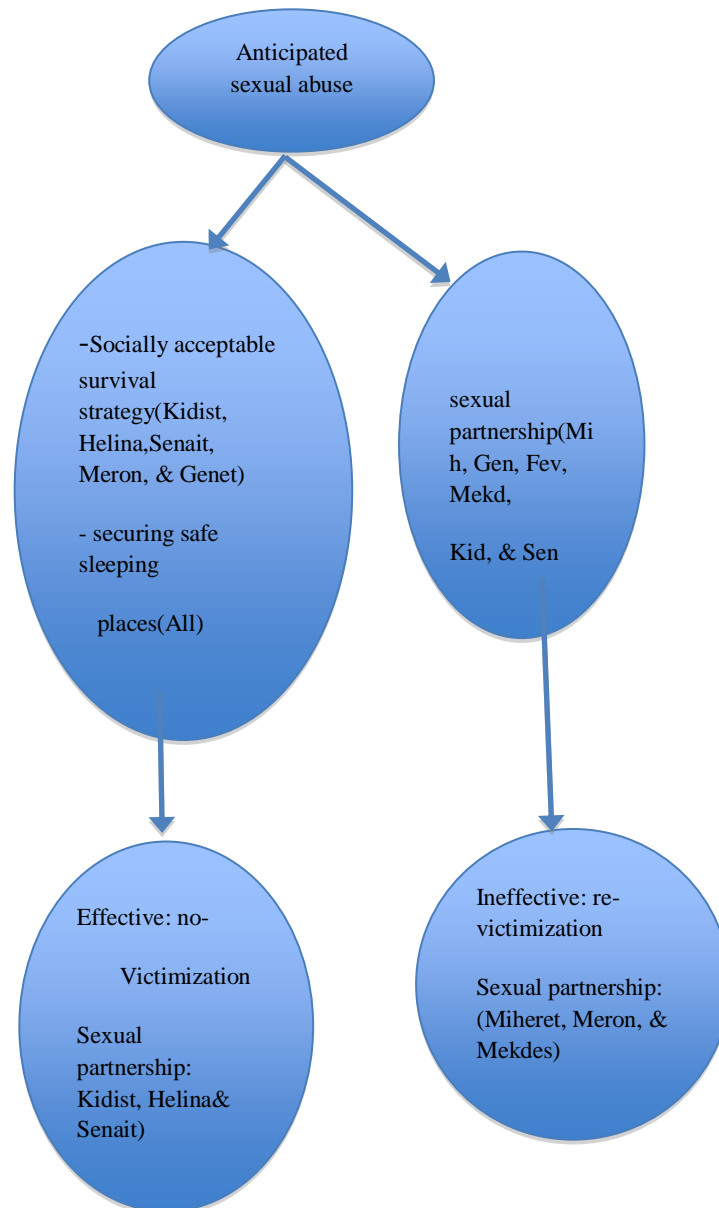 Anticipated
sexual abuse
-Socially acceptable
survival
strategy(Kidist,
Helina,Senait,
Meron, & Genet)
- securing safe
sleeping
places(All)
sexual
partnership(Mi
h, Gen, Fev,
Mekd,
Kid, & Sen
Effective: no-
Victimization
Sexual
partnership:
Kidist, Helina&
Senait)
Ineffective: re-
victimization
Sexual partnership:
(Miheret, Meron, &
Mekdes)